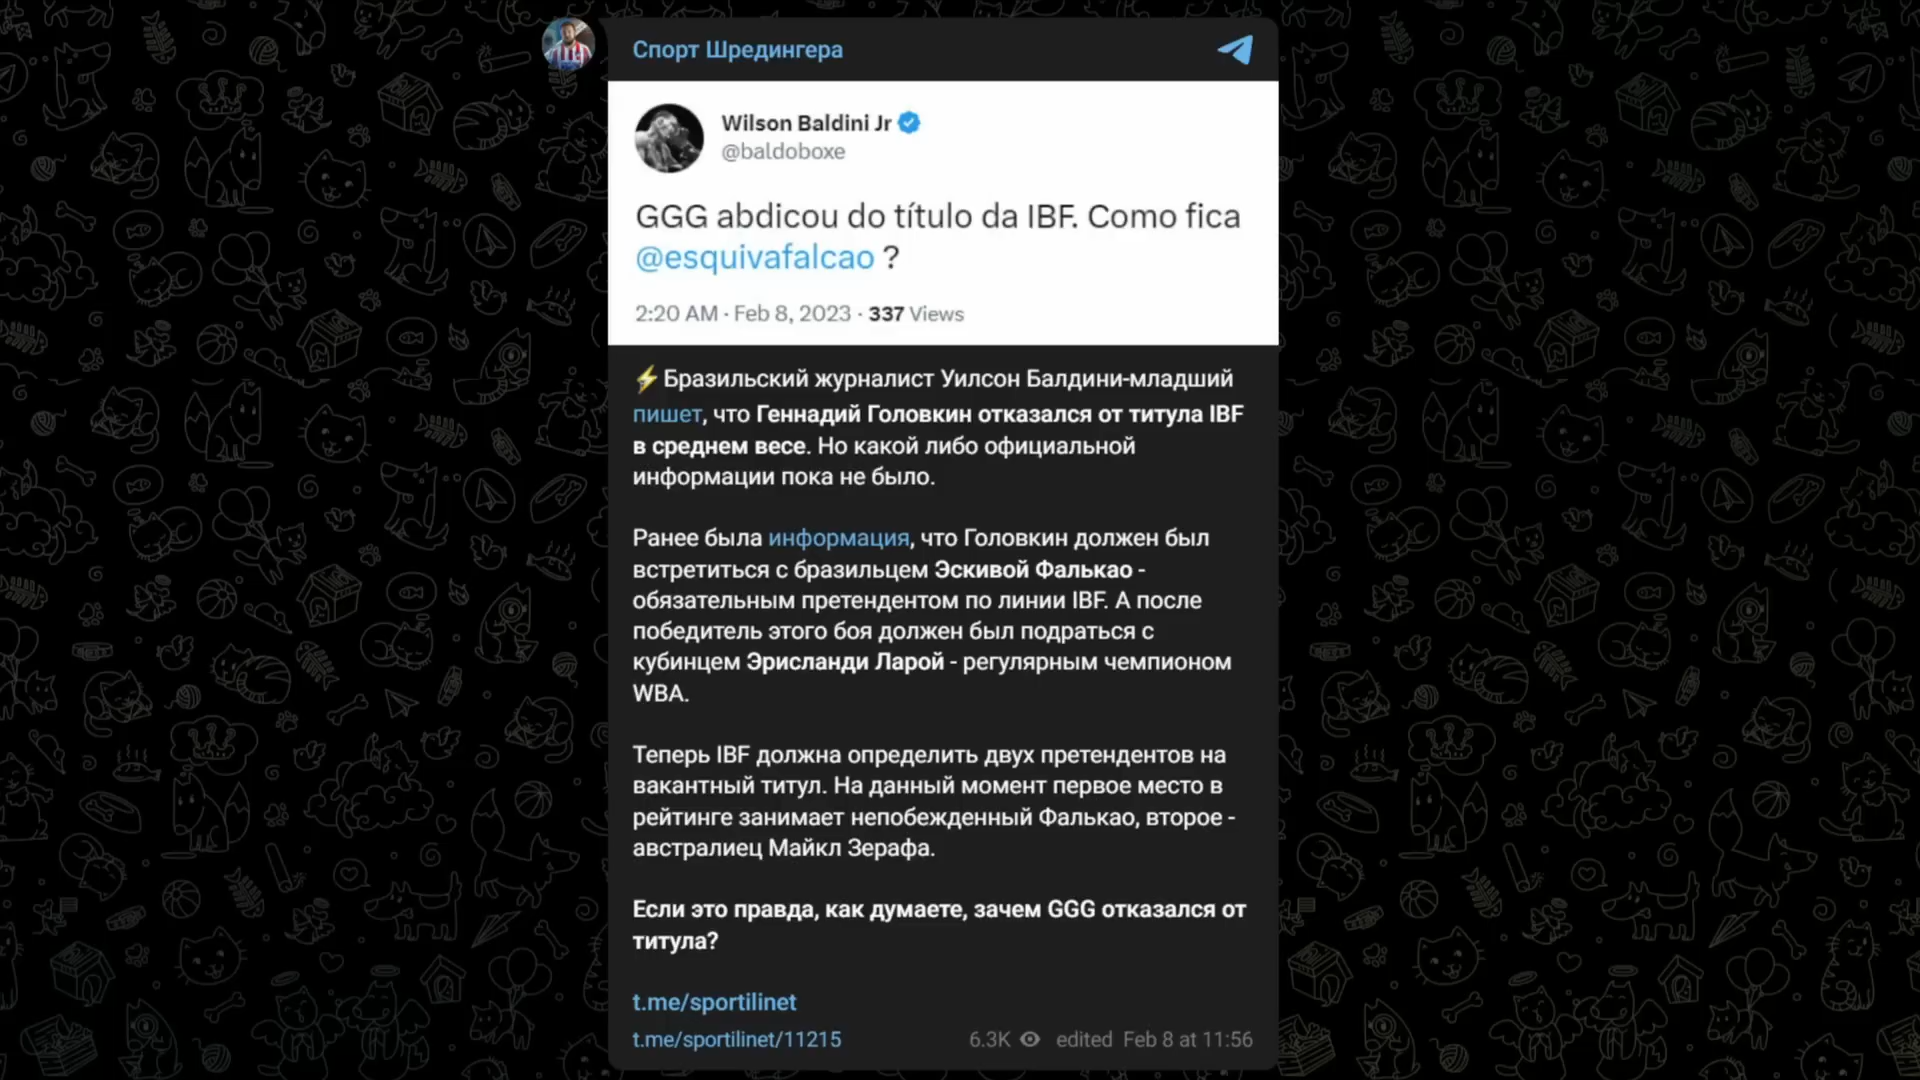 Спорт Шредингера
Wilson Baldini Jr
@baldoboxe
GGG abdicou do título da IBF. Como fica
@esquivafalcao ?
2:20 AM · Feb 8, 2023 · 337 Views
⚡Бразильский журналист Уилсон Балдини-младший
пишет, что Геннадий Головкин отказался от титула IBF
в среднем весе. Но какой либо официальной
информации пока не было.
Ранее была информация, что Головкин должен был
встретиться с бразильцем Эскивой Фалькао -
обязательным претендентом по линии IBF. А после
победитель этого боя должен был подраться с
кубинцем Эрисланди Ларой - регулярным чемпионом
WBA.
Теперь IBF должна определить двух претендентов на
вакантный титул. На данный момент первое место в
рейтинге занимает непобежденный Фалькао, второе -
австралиец Майкл Зерафа.
Если это правда, как думаете, зачем GGG отказался от
титула?
t.me/sportilinet
t.me/sportilinet/11215 6.3K edited Feb 8 at 11:56